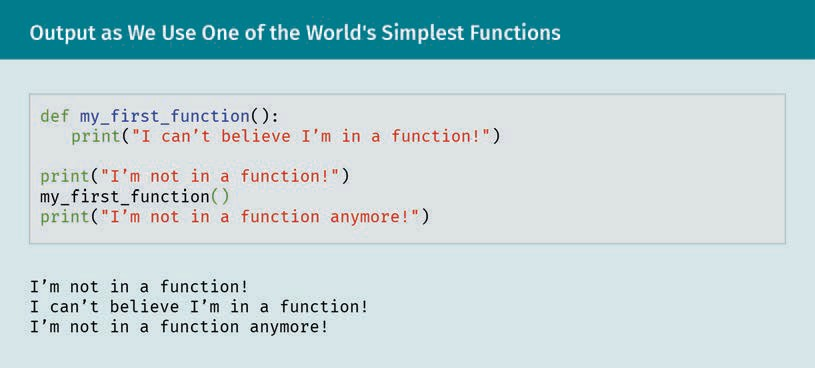 Output as We Use One of the World's Simplest Functions
def my_first_function():
   print("I can’t believe I’m in a function!")
print("I’m not in a function!")
my_first_function()
print("I’m not in a function anymore!")
I’m not in a function!
I can’t believe I’m in a function!
I’m not in a function anymore!